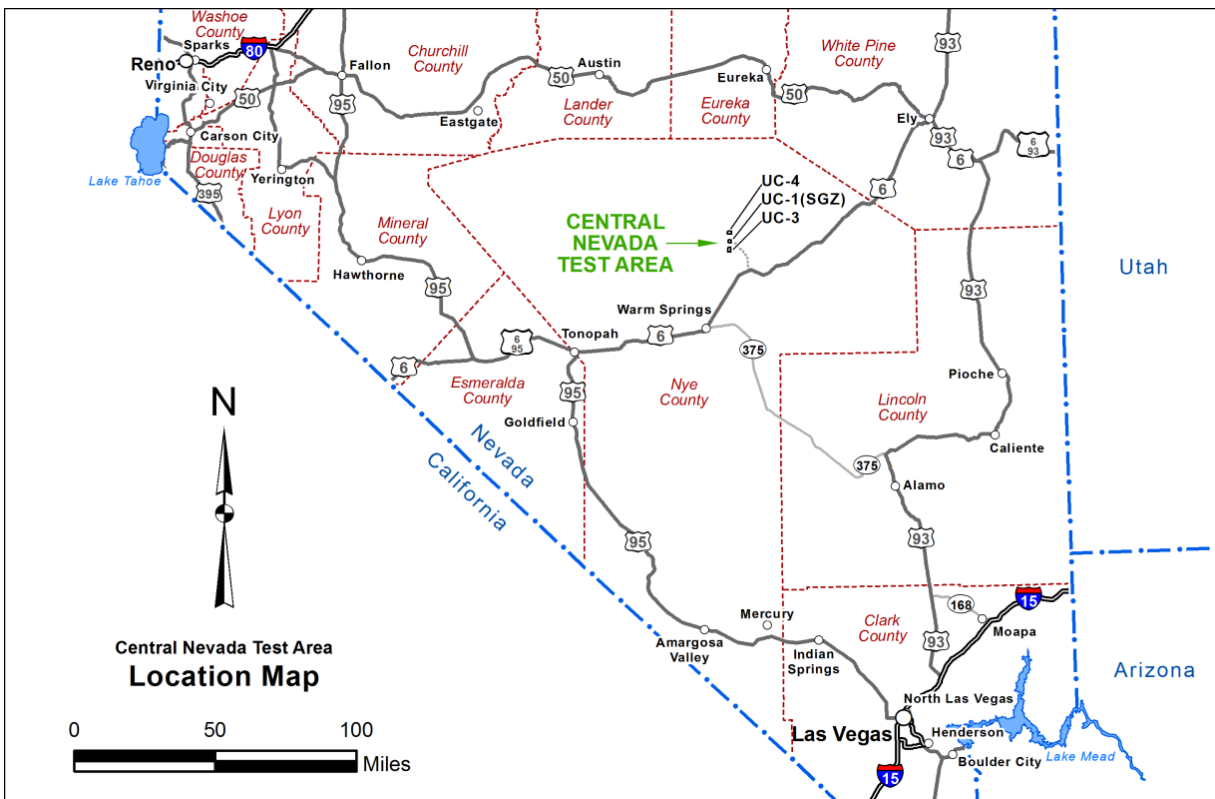 Washoe
County
Sparks
80
Reno
Virginia City
50
Fallon
95
Churchill
County
Eastgate
50
Austin
Lander
County
Eureka
Eureka
County
50
White Pine
County
93
Ely
93
6
6
93
Carson City
Lake Tahoe
Douglas
County
395
Yerington
Lyon
County
Mineral
County
Hawthorne
95
UC-4
UC-1(SGZ)
UC-3
CENTRAL
NEVADA
TEST AREA
6
Utah
93
Warm Springs
Tonopah
6
6
95
6
375
Esmeralda
County
95
Goldfield
Nye
County
Pioche
Lincoln
County
Caliente
375
Alamo
N
Nevada
California
95
93
15
168
Moapa
Mercury
Clark
County
93
Amargosa
Valley
Indian
Springs
Arizona
Central Nevada Test Area
Location Map
North Las Vegas
Las Vegas
Henderson
Boulder City
Lake Mead
15
0
50
100
Miles